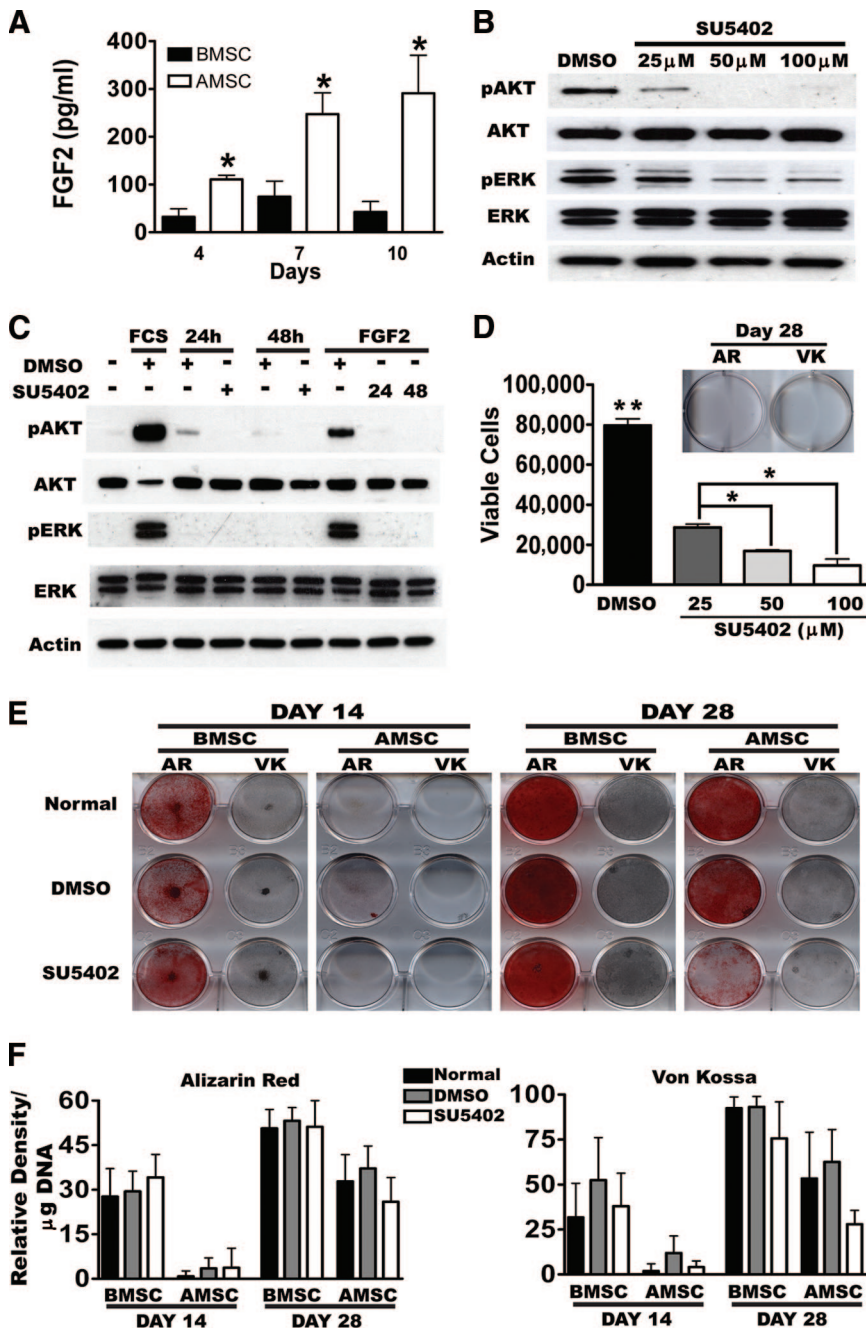 A
400
300
200
100
0
FGF2 (pg/ml)
BMSC
AMSC
*
*
*
4 7 10
Days
B
SU5402
DMSO 25μM 50μM 100μM
pAKT
AKT
pERK
ERK
Actin
C
FCS 24h 48h FGF2
DMSO - + + - + - + - -
SU5402 - - - + - + - 24 48
pAKT
AKT
pERK
ERK
Actin
D
Day 28
AR VK
100,000
80,000
60,000
40,000
20,000
0
Viable Cells
**
*
*
DMSO 25 50 100
SU5402 (μM)
E
DAY 14 DAY 28
BMSC AMSC BMSC AMSC
AR VK AR VK AR VK AR VK
Normal
DMSO
SU5402
F
Alizarin Red
Normal
DMSO
SU5402
Von Kossa
Relative Density/
μg DNA
60
45
30
15
0
BMSC AMSC BMSC AMSC
DAY 14 DAY 28
100
75
50
25
0
BMSC AMSC BMSC AMSC
DAY 14 DAY 28